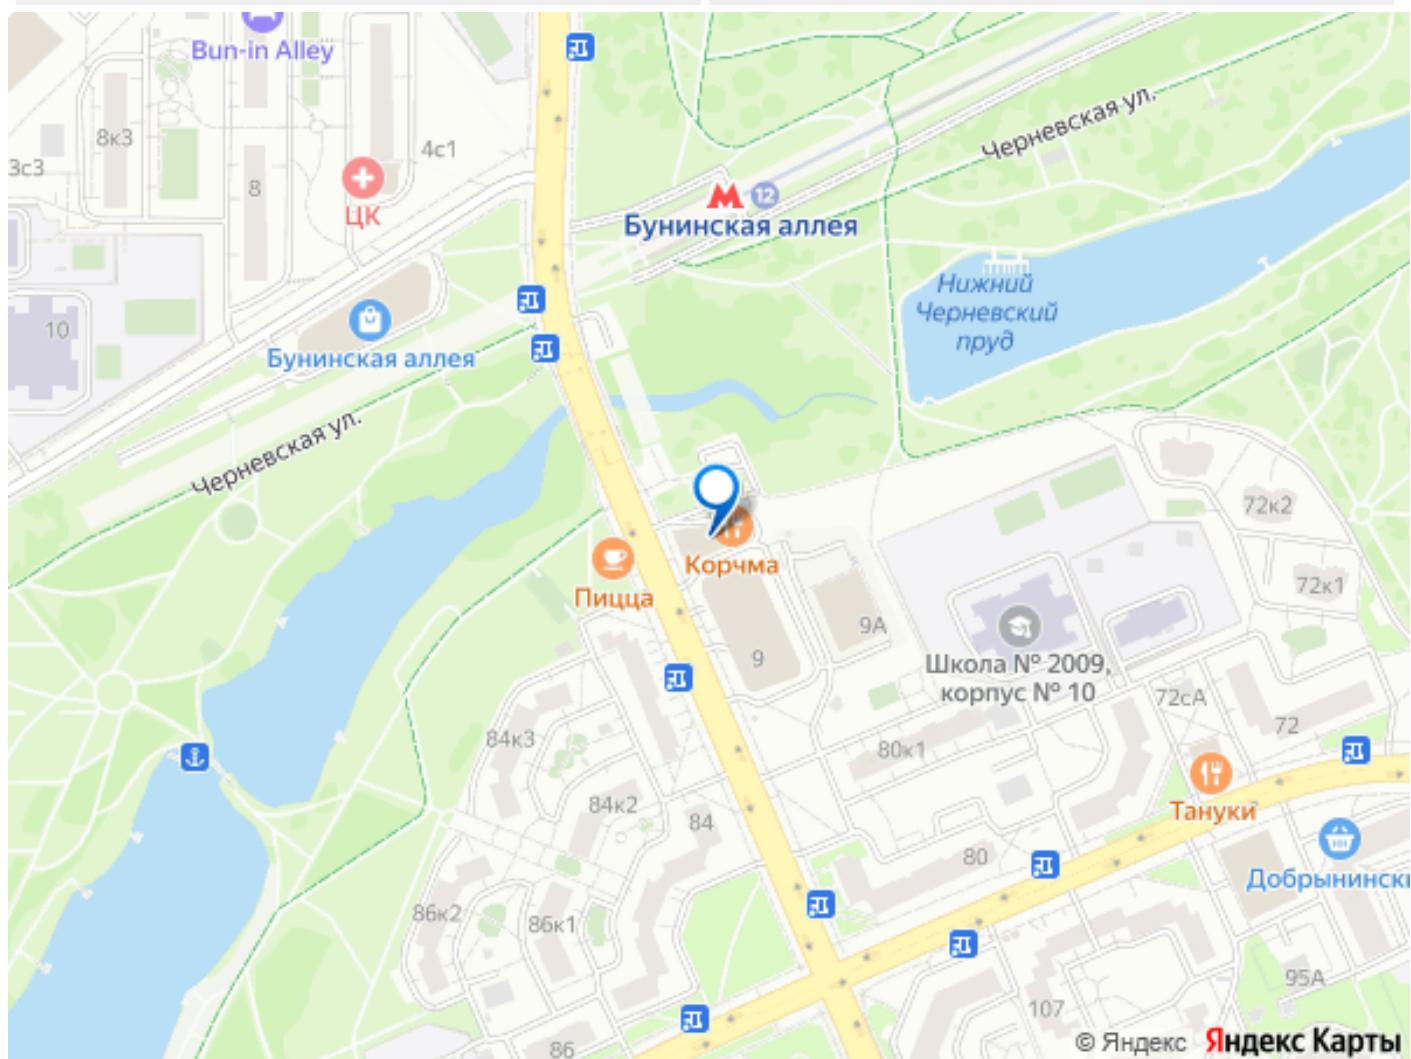 Bun-in Alley
8к3
4с1
3с3
8
ЦК
Черневская ул.
12
Бунинская аллея
Нижний
Черневский
пруд
10
Бунинская аллея
Черневская ул.
72к2
Корчма
Пицца
72к1
9А
9
Школа № 2009,
корпус № 10
72сА
72
84к3
80к1
84к2
84
Тануки
80
Добрынински
86к2
86к1
95А
107
86
© Яндекс Яндекс Карты